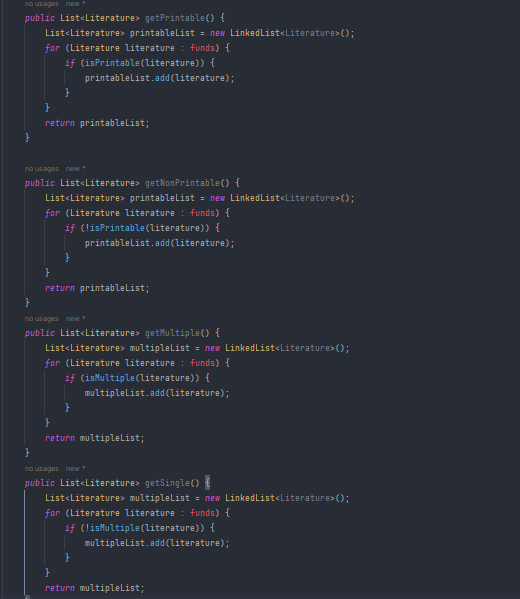 no usages   new *
public List<Literature> getPrintable() {
    List<Literature> printableList = new LinkedList<Literature>();
    for (Literature literature : funds) {
        if (isPrintable(literature)) {
            printableList.add(literature);
        }
    }
    return printableList;
}
no usages   new *
public List<Literature> getNonPrintable() {
    List<Literature> printableList = new LinkedList<Literature>();
    for (Literature literature : funds) {
        if (!isPrintable(literature)) {
            printableList.add(literature);
        }
    }
    return printableList;
}
no usages   new *
public List<Literature> getMultiple() {
    List<Literature> multipleList = new LinkedList<Literature>();
    for (Literature literature : funds) {
        if (isMultiple(literature)) {
            multipleList.add(literature);
        }
    }
    return multipleList;
}
no usages   new *
public List<Literature> getSingle() {
    List<Literature> multipleList = new LinkedList<Literature>();
    for (Literature literature : funds) {
        if (!isMultiple(literature)) {
            multipleList.add(literature);
        }
    }
    return multipleList;